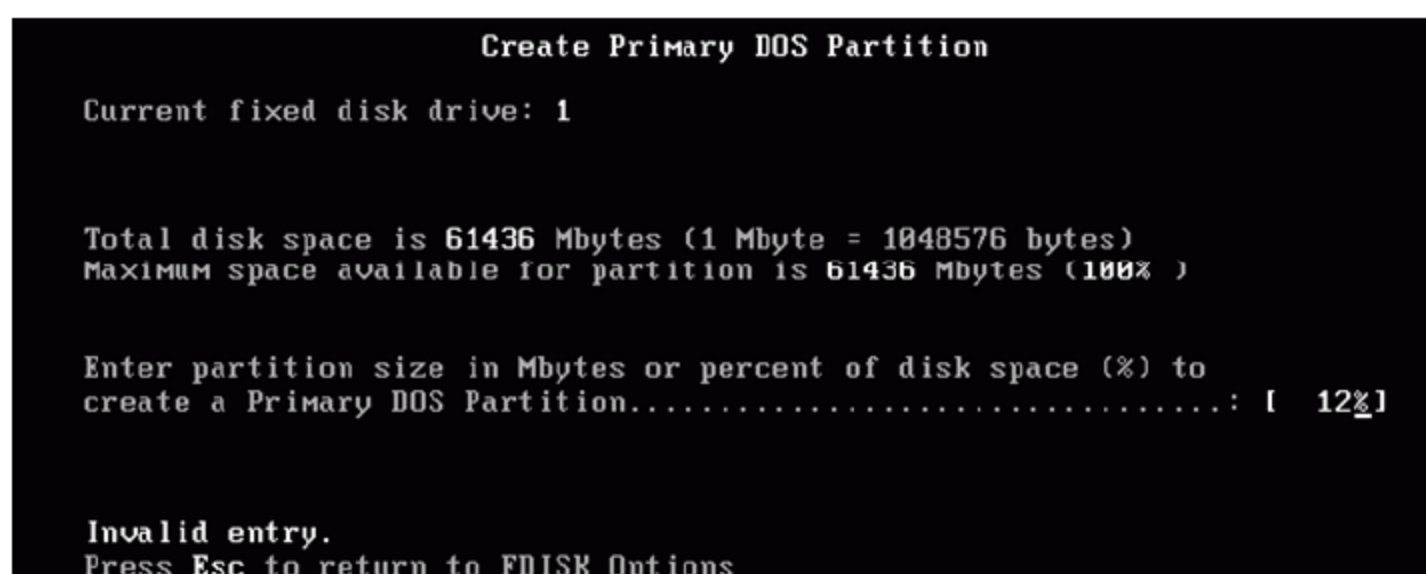 Create Primary DOS Partition
Current fixed disk drive: 1
Total disk space is 61436 Mbytes (1 Mbyte = 1048576 bytes)
Maximum space available for partition is 61436 Mbytes (100% )
Enter partition size in Mbytes or percent of disk space (%) to
create a Primary DOS Partition.................................: [  12%]
Invalid entry.
Press Esc to return to FDISK Options